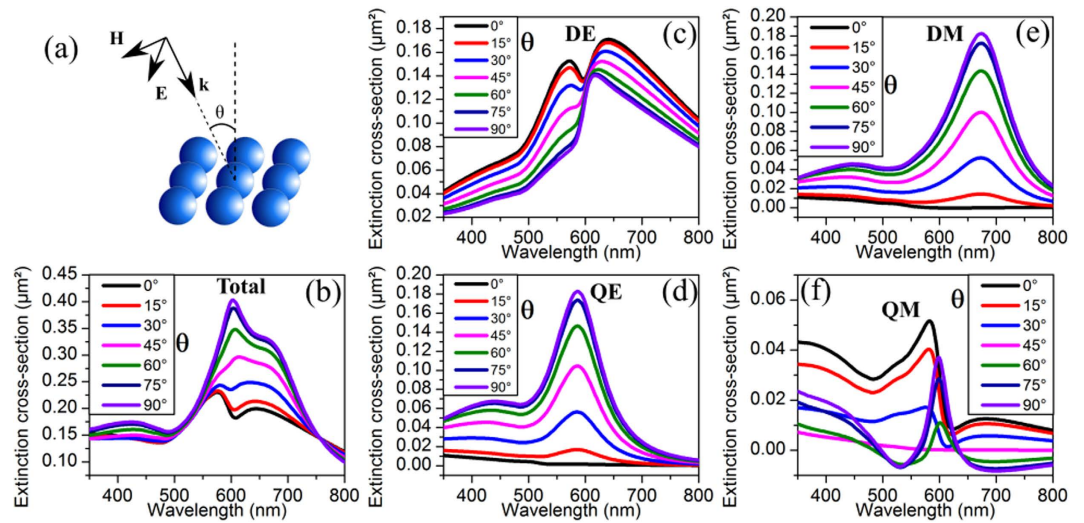 (a)
H
E
k
θ
Extinction cross-section (µm²)
0.18
0.16
0.14
0.12
0.10
0.08
0.06
0.04
0.02
0°
15°
30°
45°
60°
75°
90°
θ
DE
(c)
400 500 600 700 800
Wavelength (nm)
Extinction cross-section (µm²)
0.20
0.18
0.16
0.14
0.12
0.10
0.08
0.06
0.04
0.02
0.00
0°
15°
30°
45°
60°
75°
90°
θ
DM
(e)
400 500 600 700 800
Wavelength (nm)
Extinction cross-section (µm²)
0.45
0.40
0.35
0.30
0.25
0.20
0.15
0.10
0°
15°
30°
45°
60°
75°
90°
θ
Total
(b)
400 500 600 700 800
Wavelength (nm)
Extinction cross-section (µm²)
0.20
0.18
0.16
0.14
0.12
0.10
0.08
0.06
0.04
0.02
0.00
0°
15°
30°
45°
60°
75°
90°
θ
QE
(d)
400 500 600 700 800
Wavelength (nm)
Extinction cross-section (µm²)
0.06
0.04
0.02
0.00
(f)
QM
θ
0°
15°
30°
45°
60°
75°
90°
400 500 600 700 800
Wavelength (nm)